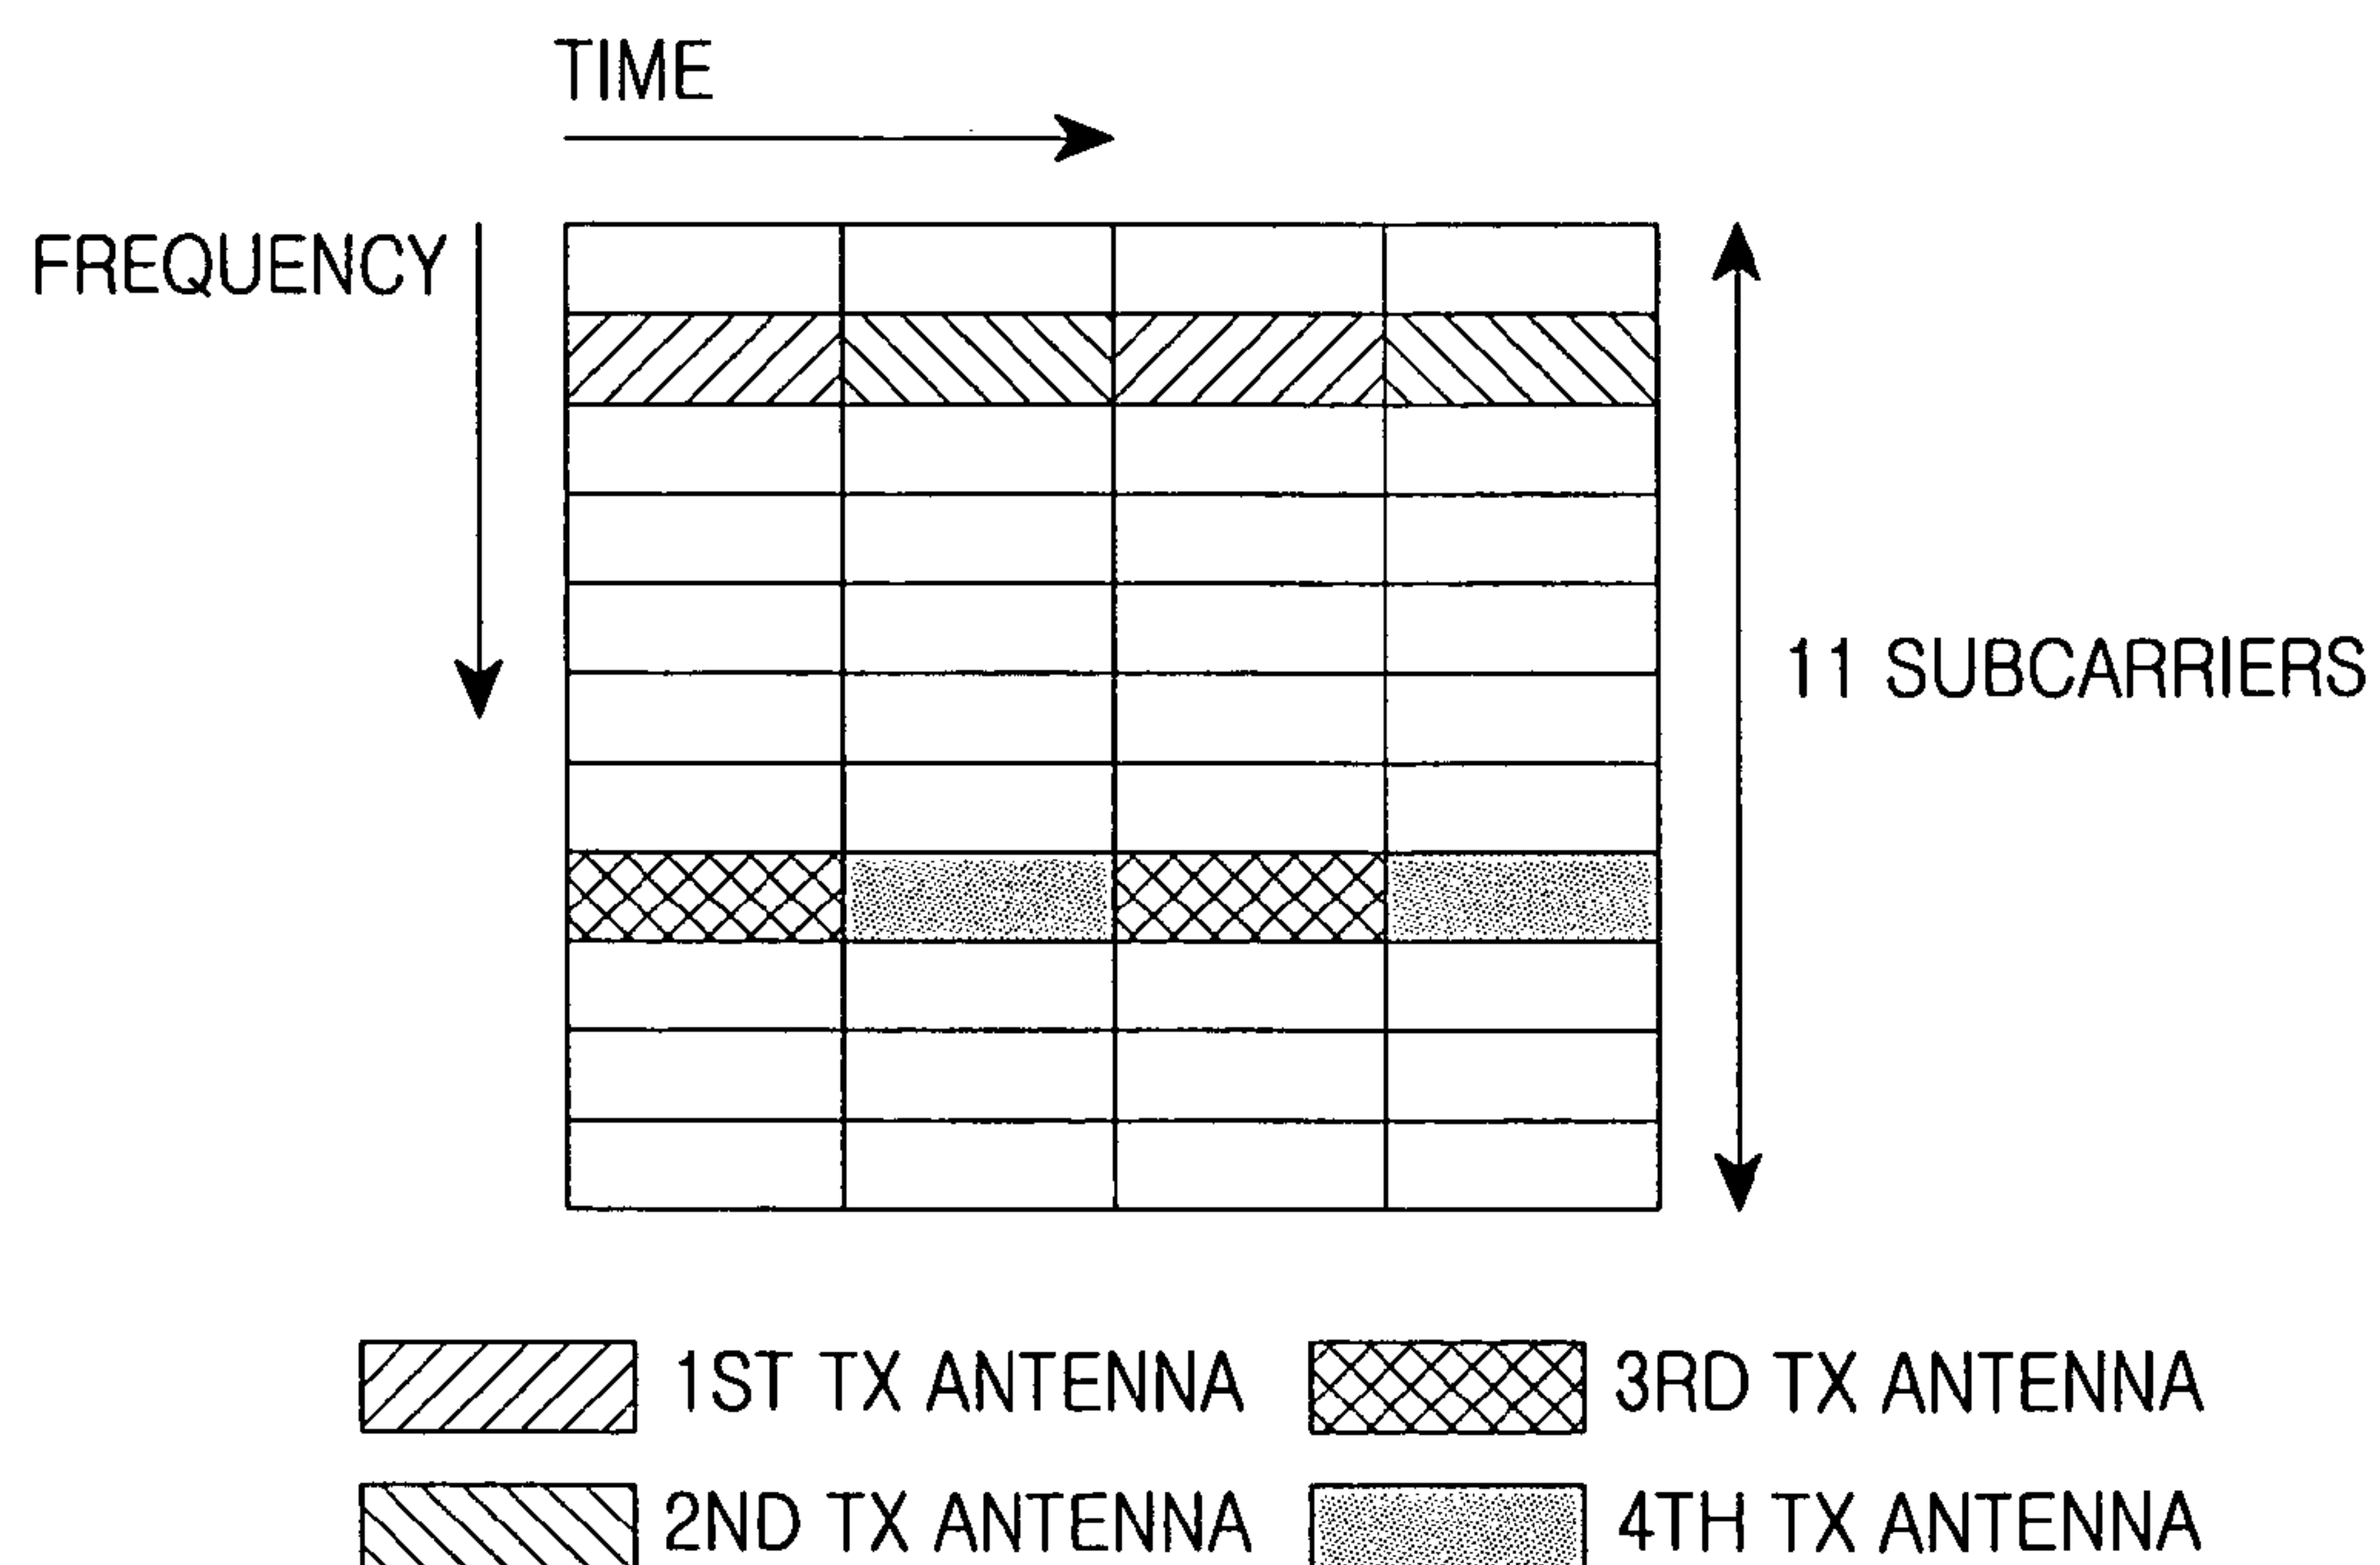 TIME
FREQUENCY
11 SUBCARRIERS
1ST TX ANTENNA
3RD TX ANTENNA
2ND TX ANTENNA
4TH TX ANTENNA